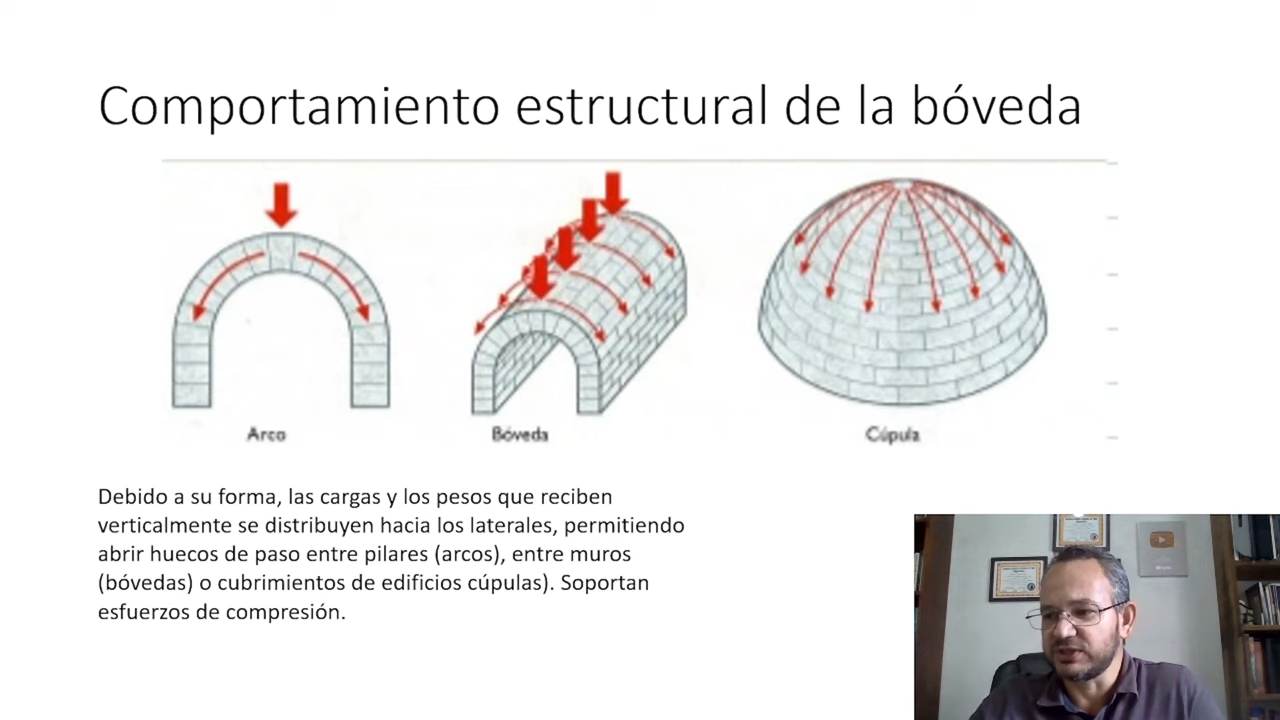 Comportamiento estructural de la bóveda
Arco
Bóveda
Cúpula
Debido a su forma, las cargas y los pesos que reciben
verticalmente se distribuyen hacia los laterales, permitiendo
abrir huecos de paso entre pilares (arcos), entre muros
(bóvedas) o cubrimientos de edificios cúpulas). Soportan
esfuerzos de compresión.